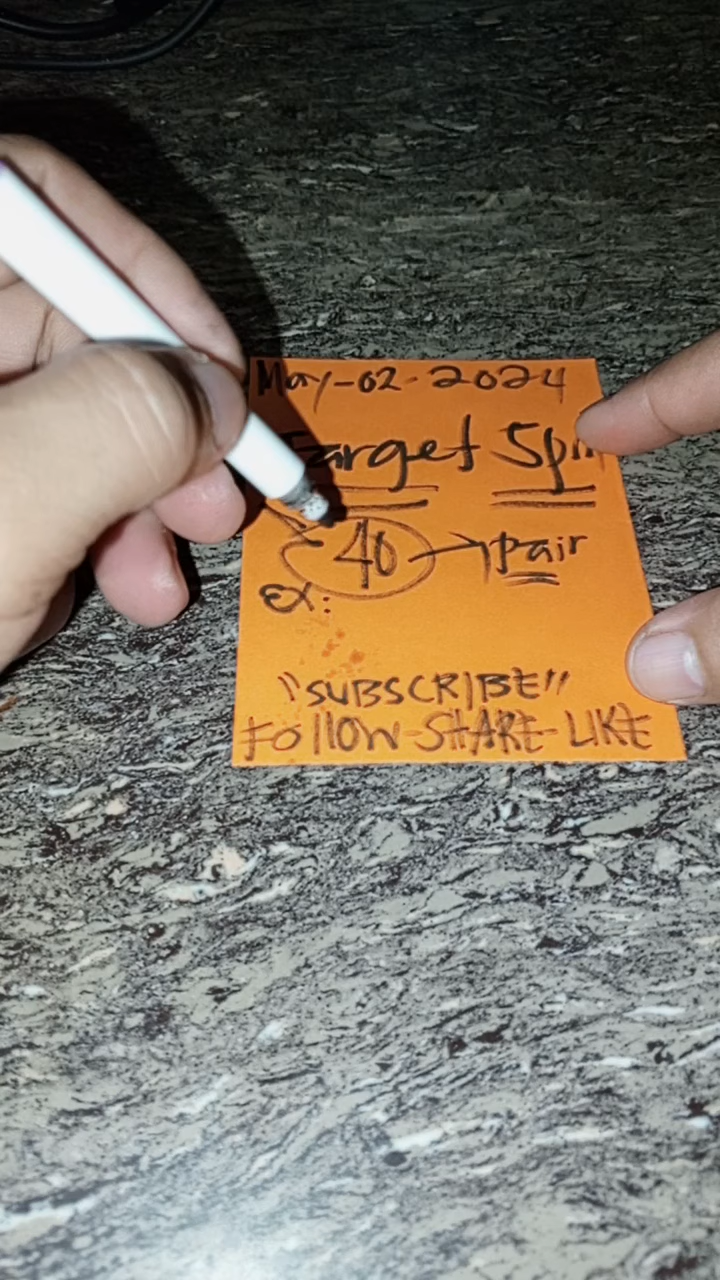 May-02-2024
Target 5pm
40 → pair
ex:
"SUBSCRIBE"
FOllOW-SHARE-LIKE